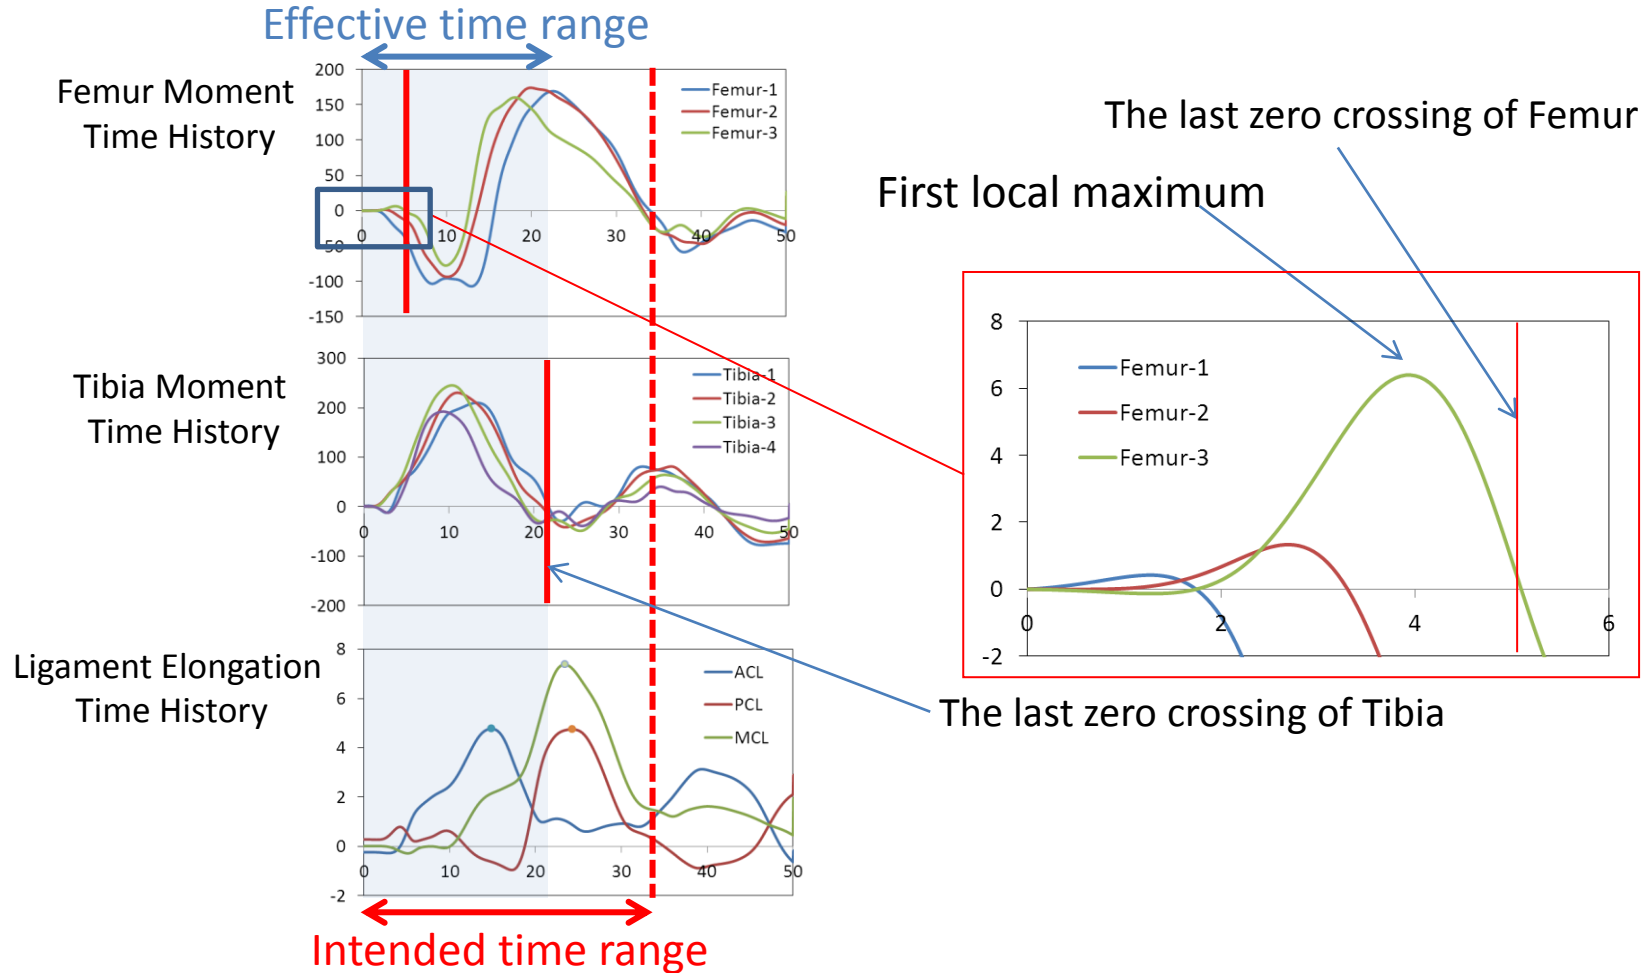 Effective time range
Femur Moment
Time History
200
150
100
50
0
-50
-100
-150
0
10
20
30
40
50
Femur-1
Femur-2
Femur-3
Tibia Moment
Time History
300
200
100
0
-100
-200
0
10
20
30
40
50
Tibia-1
Tibia-2
Tibia-3
Tibia-4
Ligament Elongation
Time History
8
6
4
2
0
-2
0
10
20
30
40
50
ACL
PCL
MCL
Intended time range
The last zero crossing of Femur
First local maximum
8
6
4
2
0
-2
0
2
4
6
Femur-1
Femur-2
Femur-3
The last zero crossing of Tibia